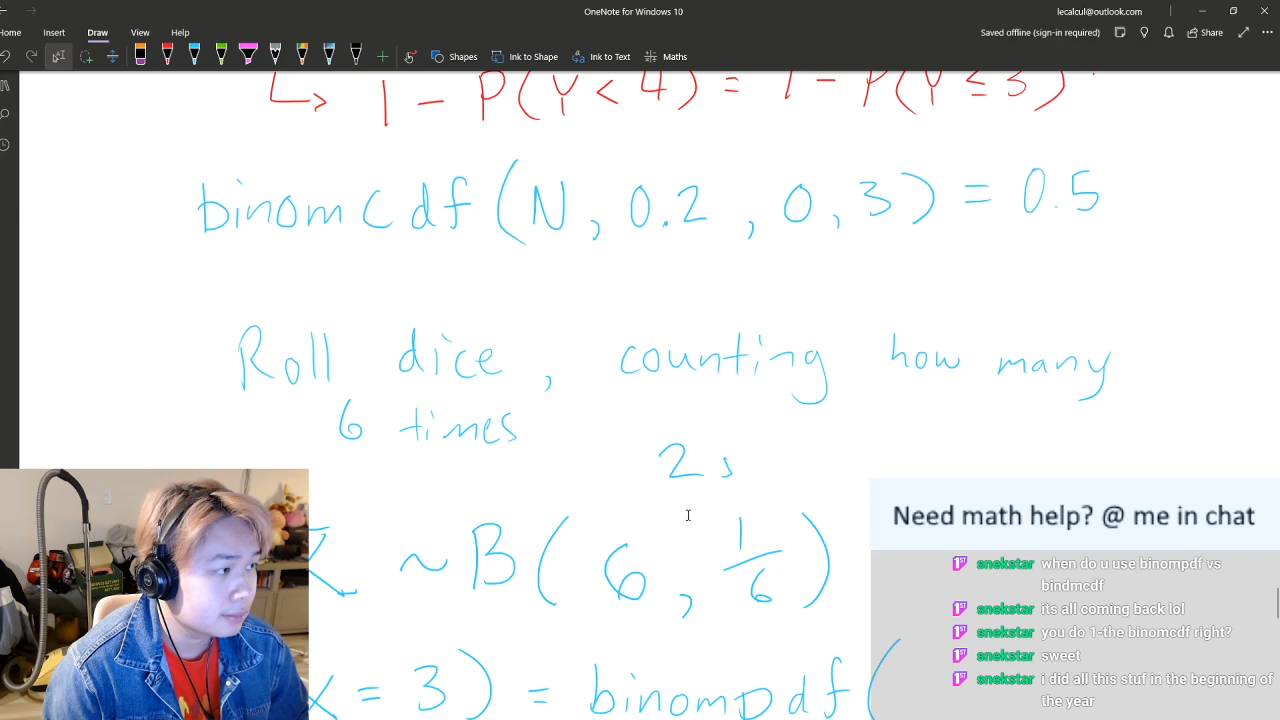 OneNote for Windows 10
lecalcul@outlook.com
Home Insert Draw View Help
Saved offline (sign-in required)
Share
Shapes Ink to Shape Ink to Text Maths
1 - P(Y < 4) = 1 - P(Y ≤ 3)
binomcdf(N, 0.2, 0, 3) = 0.5
Roll dice, counting how many
6 times
2s
~ B(6, 1/6)
= 3) = binompdf(
Need math help? @ me in chat
snekstar when do u use binompdf vs
bindmcdf
snekstar its all coming back lol
snekstar you do 1-the binomcdf right?
snekstar sweet
snekstar i did all this stuf in the beginning of
the year